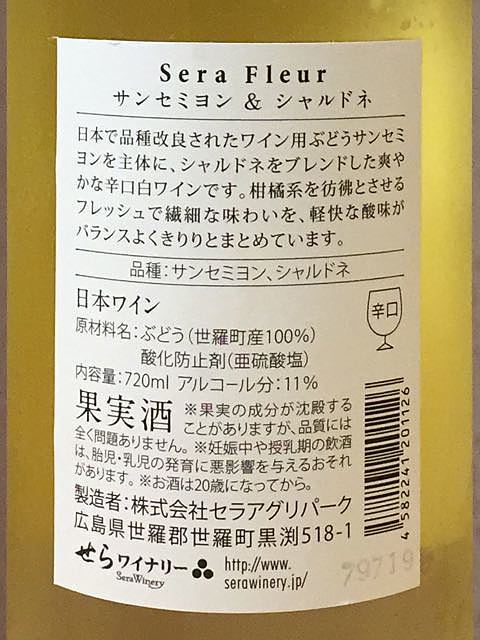 Sera Fleur
サンセミヨン & シャルドネ
日本で品種改良されたワイン用ぶどうサンセミ
ヨンを主体に、シャルドネをブレンドした爽や
かな辛口白ワインです。柑橘系を彷彿とさせる
フレッシュで繊細な味わいを、軽快な酸味が
バランスよくきりりとまとめています。
品種:サンセミヨン、シャルドネ
日本ワイン
辛口
原材料名:ぶどう(世羅町産100%)
酸化防止剤(亜硫酸塩)
内容量:720ml アルコール分:11%
果実酒 ※果実の成分が沈殿する
ことがありますが、品質には
全く問題ありません。※妊娠中や授乳期の飲酒
は、胎児・乳児の発育に悪影響を与えるおそれ
があります。※お酒は20歳になってから。
製造者:株式会社セラアグリパーク
広島県世羅郡世羅町黒渕518-1
せらワイナリー
SeraWinery
http://www.
serawinery.jp/
4582241201126
79719